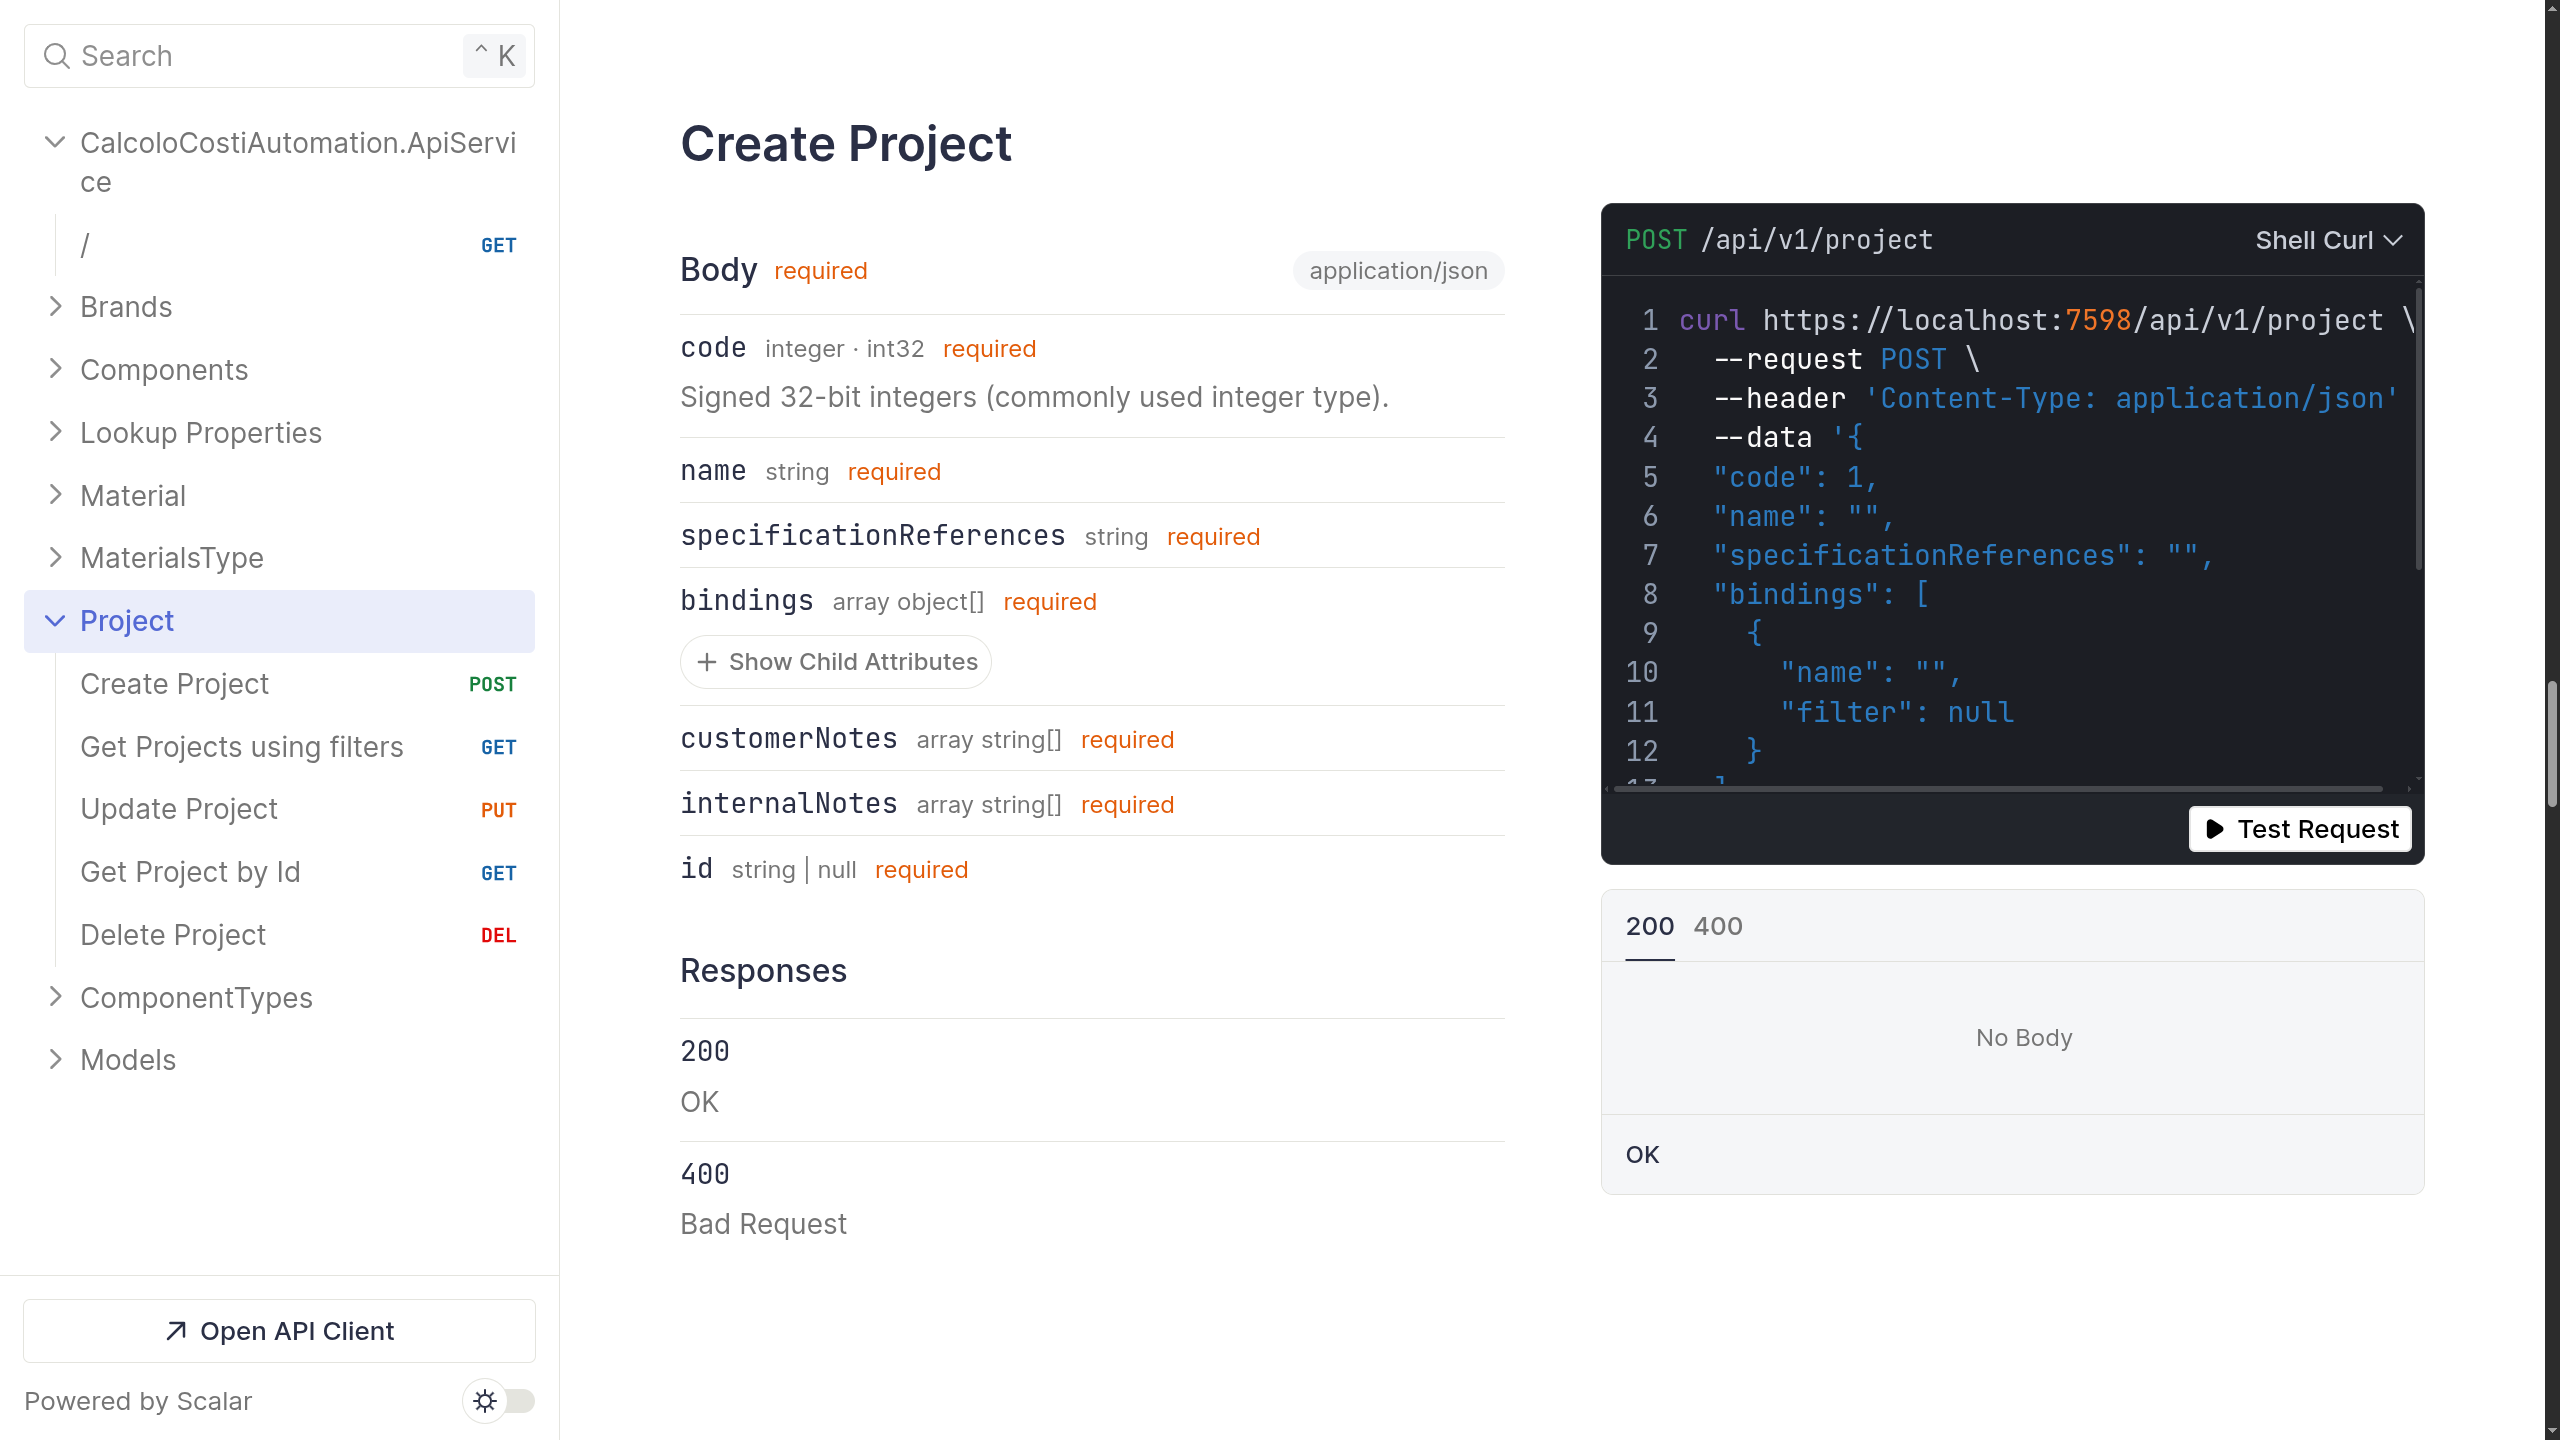 Search
⌃ K
CalcoloCostiAutomation.ApiServi
ce
/ GET
Brands
Components
Lookup Properties
Material
MaterialsType
Project
Create Project POST
Get Projects using filters GET
Update Project PUT
Get Project by Id GET
Delete Project DEL
ComponentTypes
Models
Open API Client
Powered by Scalar
Create Project
Body required application/json
code integer · int32 required
Signed 32-bit integers (commonly used integer type).
name string required
specificationReferences string required
bindings array object[] required
Show Child Attributes
customerNotes array string[] required
internalNotes array string[] required
id string | null required
Responses
200
OK
400
Bad Request
POST /api/v1/project Shell Curl
1 curl https://localhost:7598/api/v1/project \
2 --request POST \
3 --header 'Content-Type: application/json'
4 --data '{
5 "code": 1,
6 "name": "",
7 "specificationReferences": "",
8 "bindings": [
9 {
10 "name": "",
11 "filter": null
12 }
13 ]
Test Request
200 400
No Body
OK